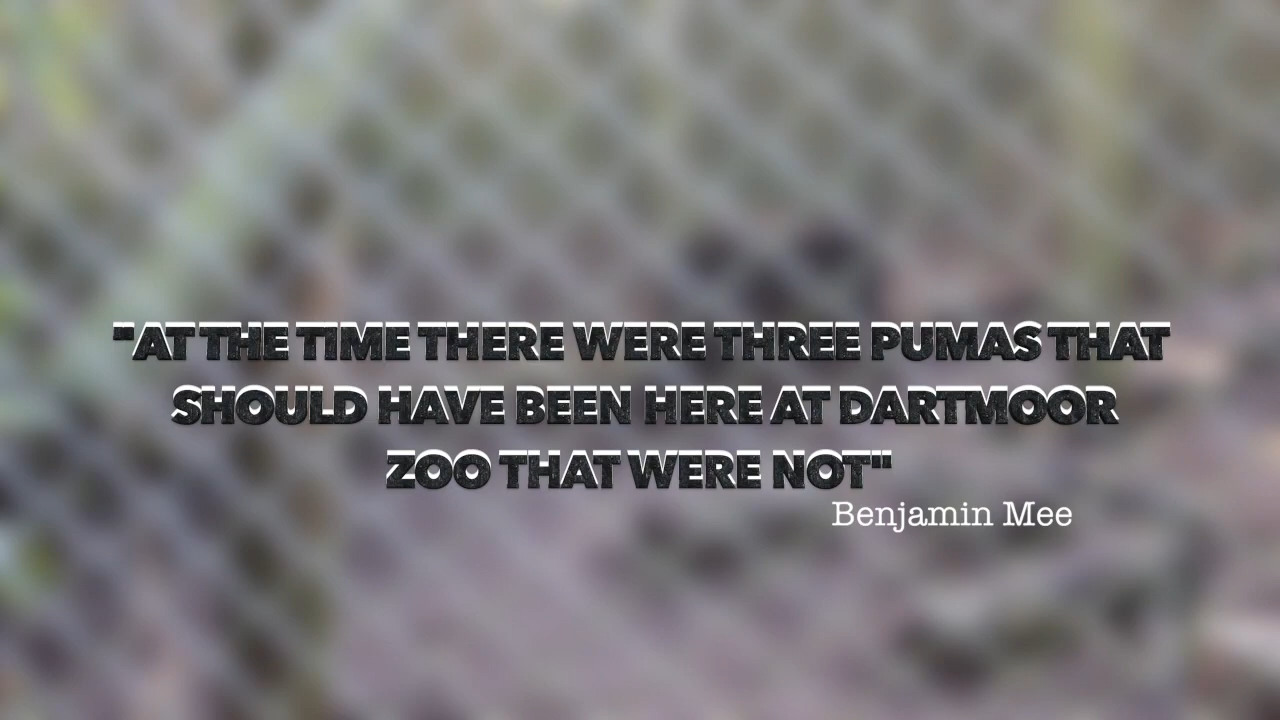 "AT THE TIME THERE WERE THREE PUMAS THAT
SHOULD HAVE BEEN HERE AT DARTMOOR
ZOO THAT WERE NOT"
Benjamin Mee